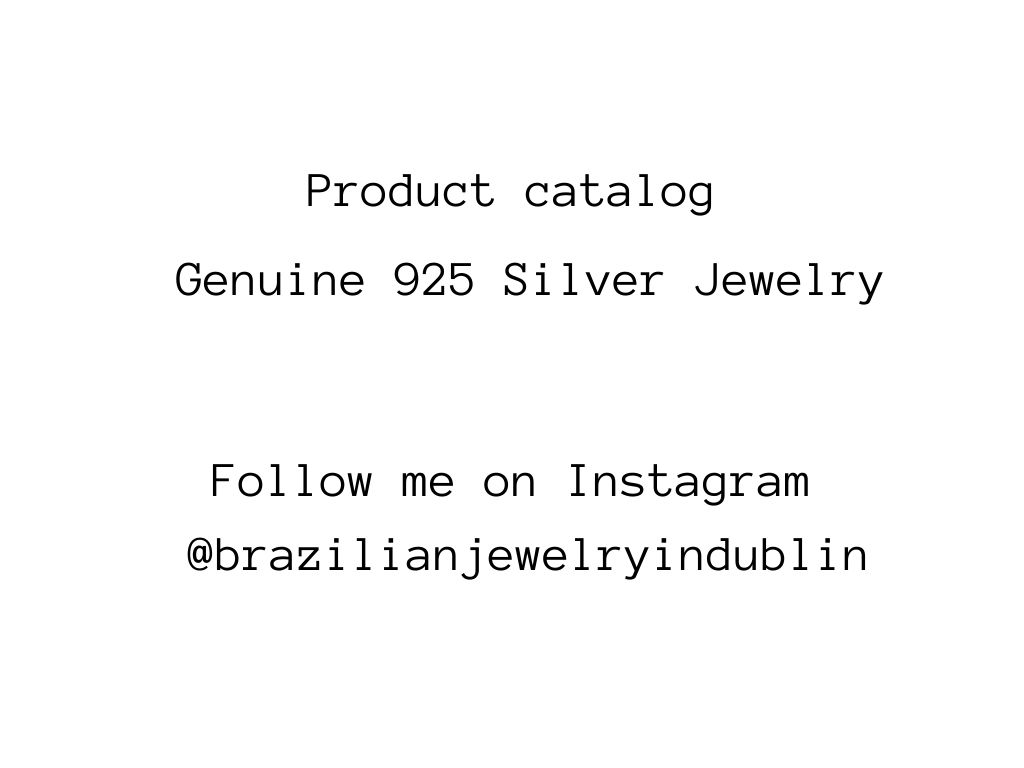 Product catalog
Genuine 925 Silver Jewelry
Follow me on Instagram
@brazilianjewelryindublin